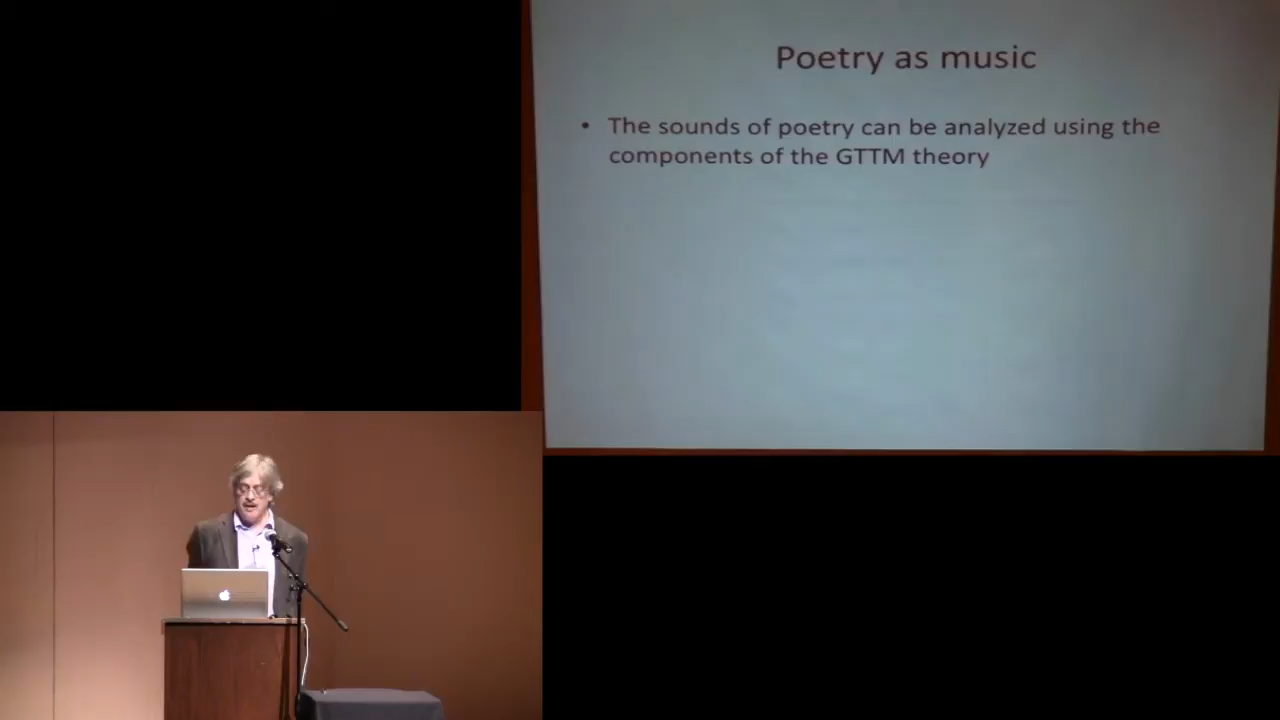 Poetry as music
• The sounds of poetry can be analyzed using the
components of the GTTM theory